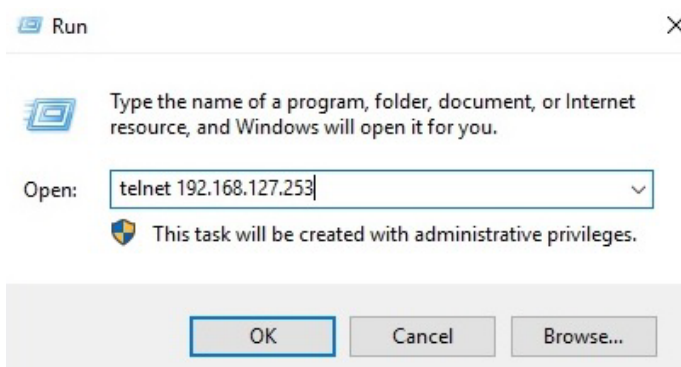 Run
Type the name of a program, folder, document, or Internet
resource, and Windows will open it for you.
Open: telnet 192.168.127.253
This task will be created with administrative privileges.
OK Cancel Browse...